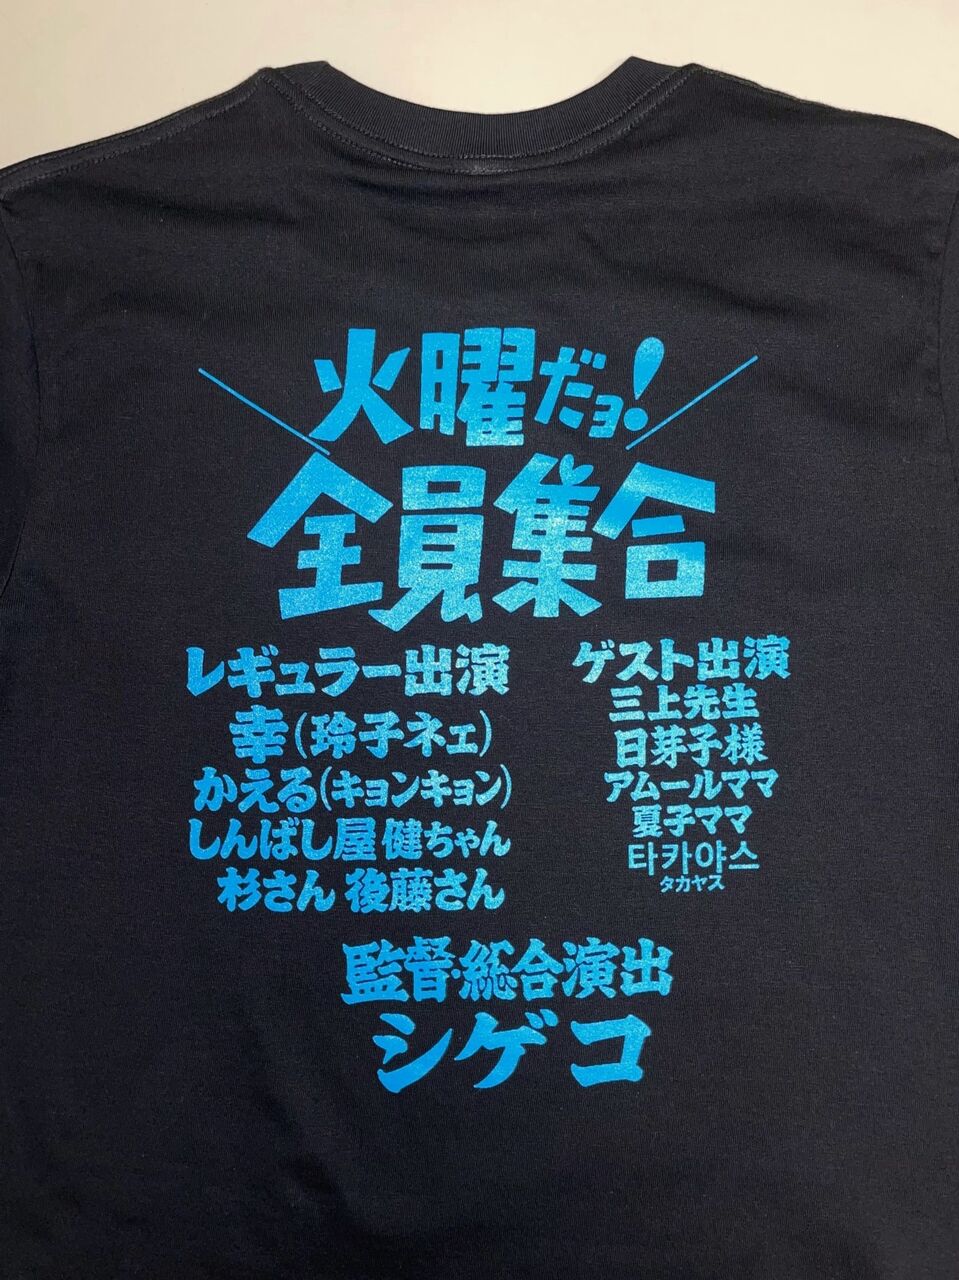 火曜だョ!
全員集合
レギュラー出演
幸(玲子ネェ)
かえる(キョンキョン)
しんばし屋 健ちゃん
杉さん 後藤さん
ゲスト出演
三上先生
日芽子様
アムールママ
夏子ママ
타카야스
タカヤス
監督・総合演出
シゲコ